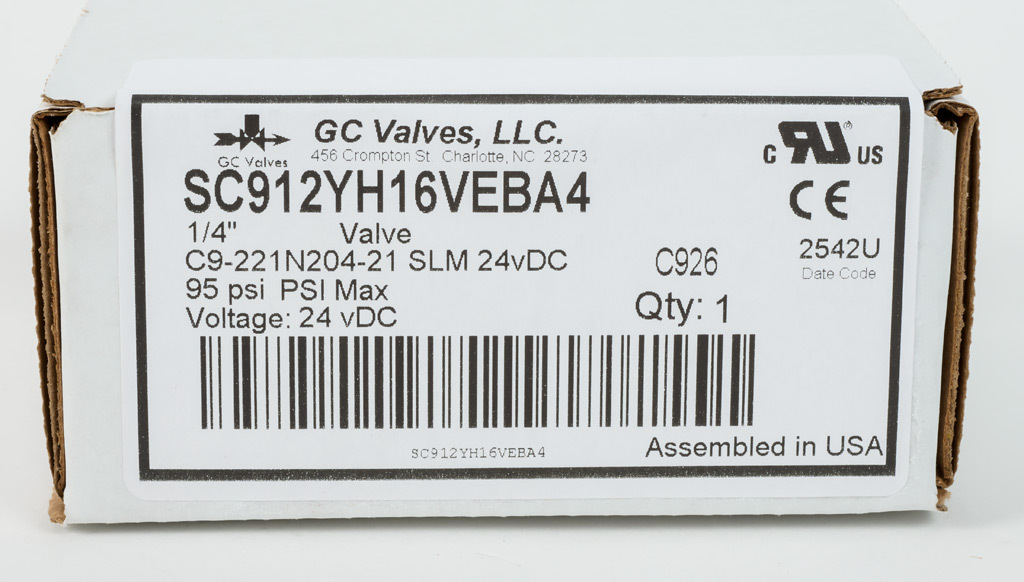 GC Valves, LLC.
GC Valves
456 Crompton St Charlotte, NC 28273
SC912YH16VEBA4
1/4" Valve
C9-221N204-21 SLM 24vDC
95 psi PSI Max
Voltage: 24 vDC
C926
Qty: 1
C RU® US
CE
2542U
Date Code
SC912YH16VEBA4
Assembled in USA